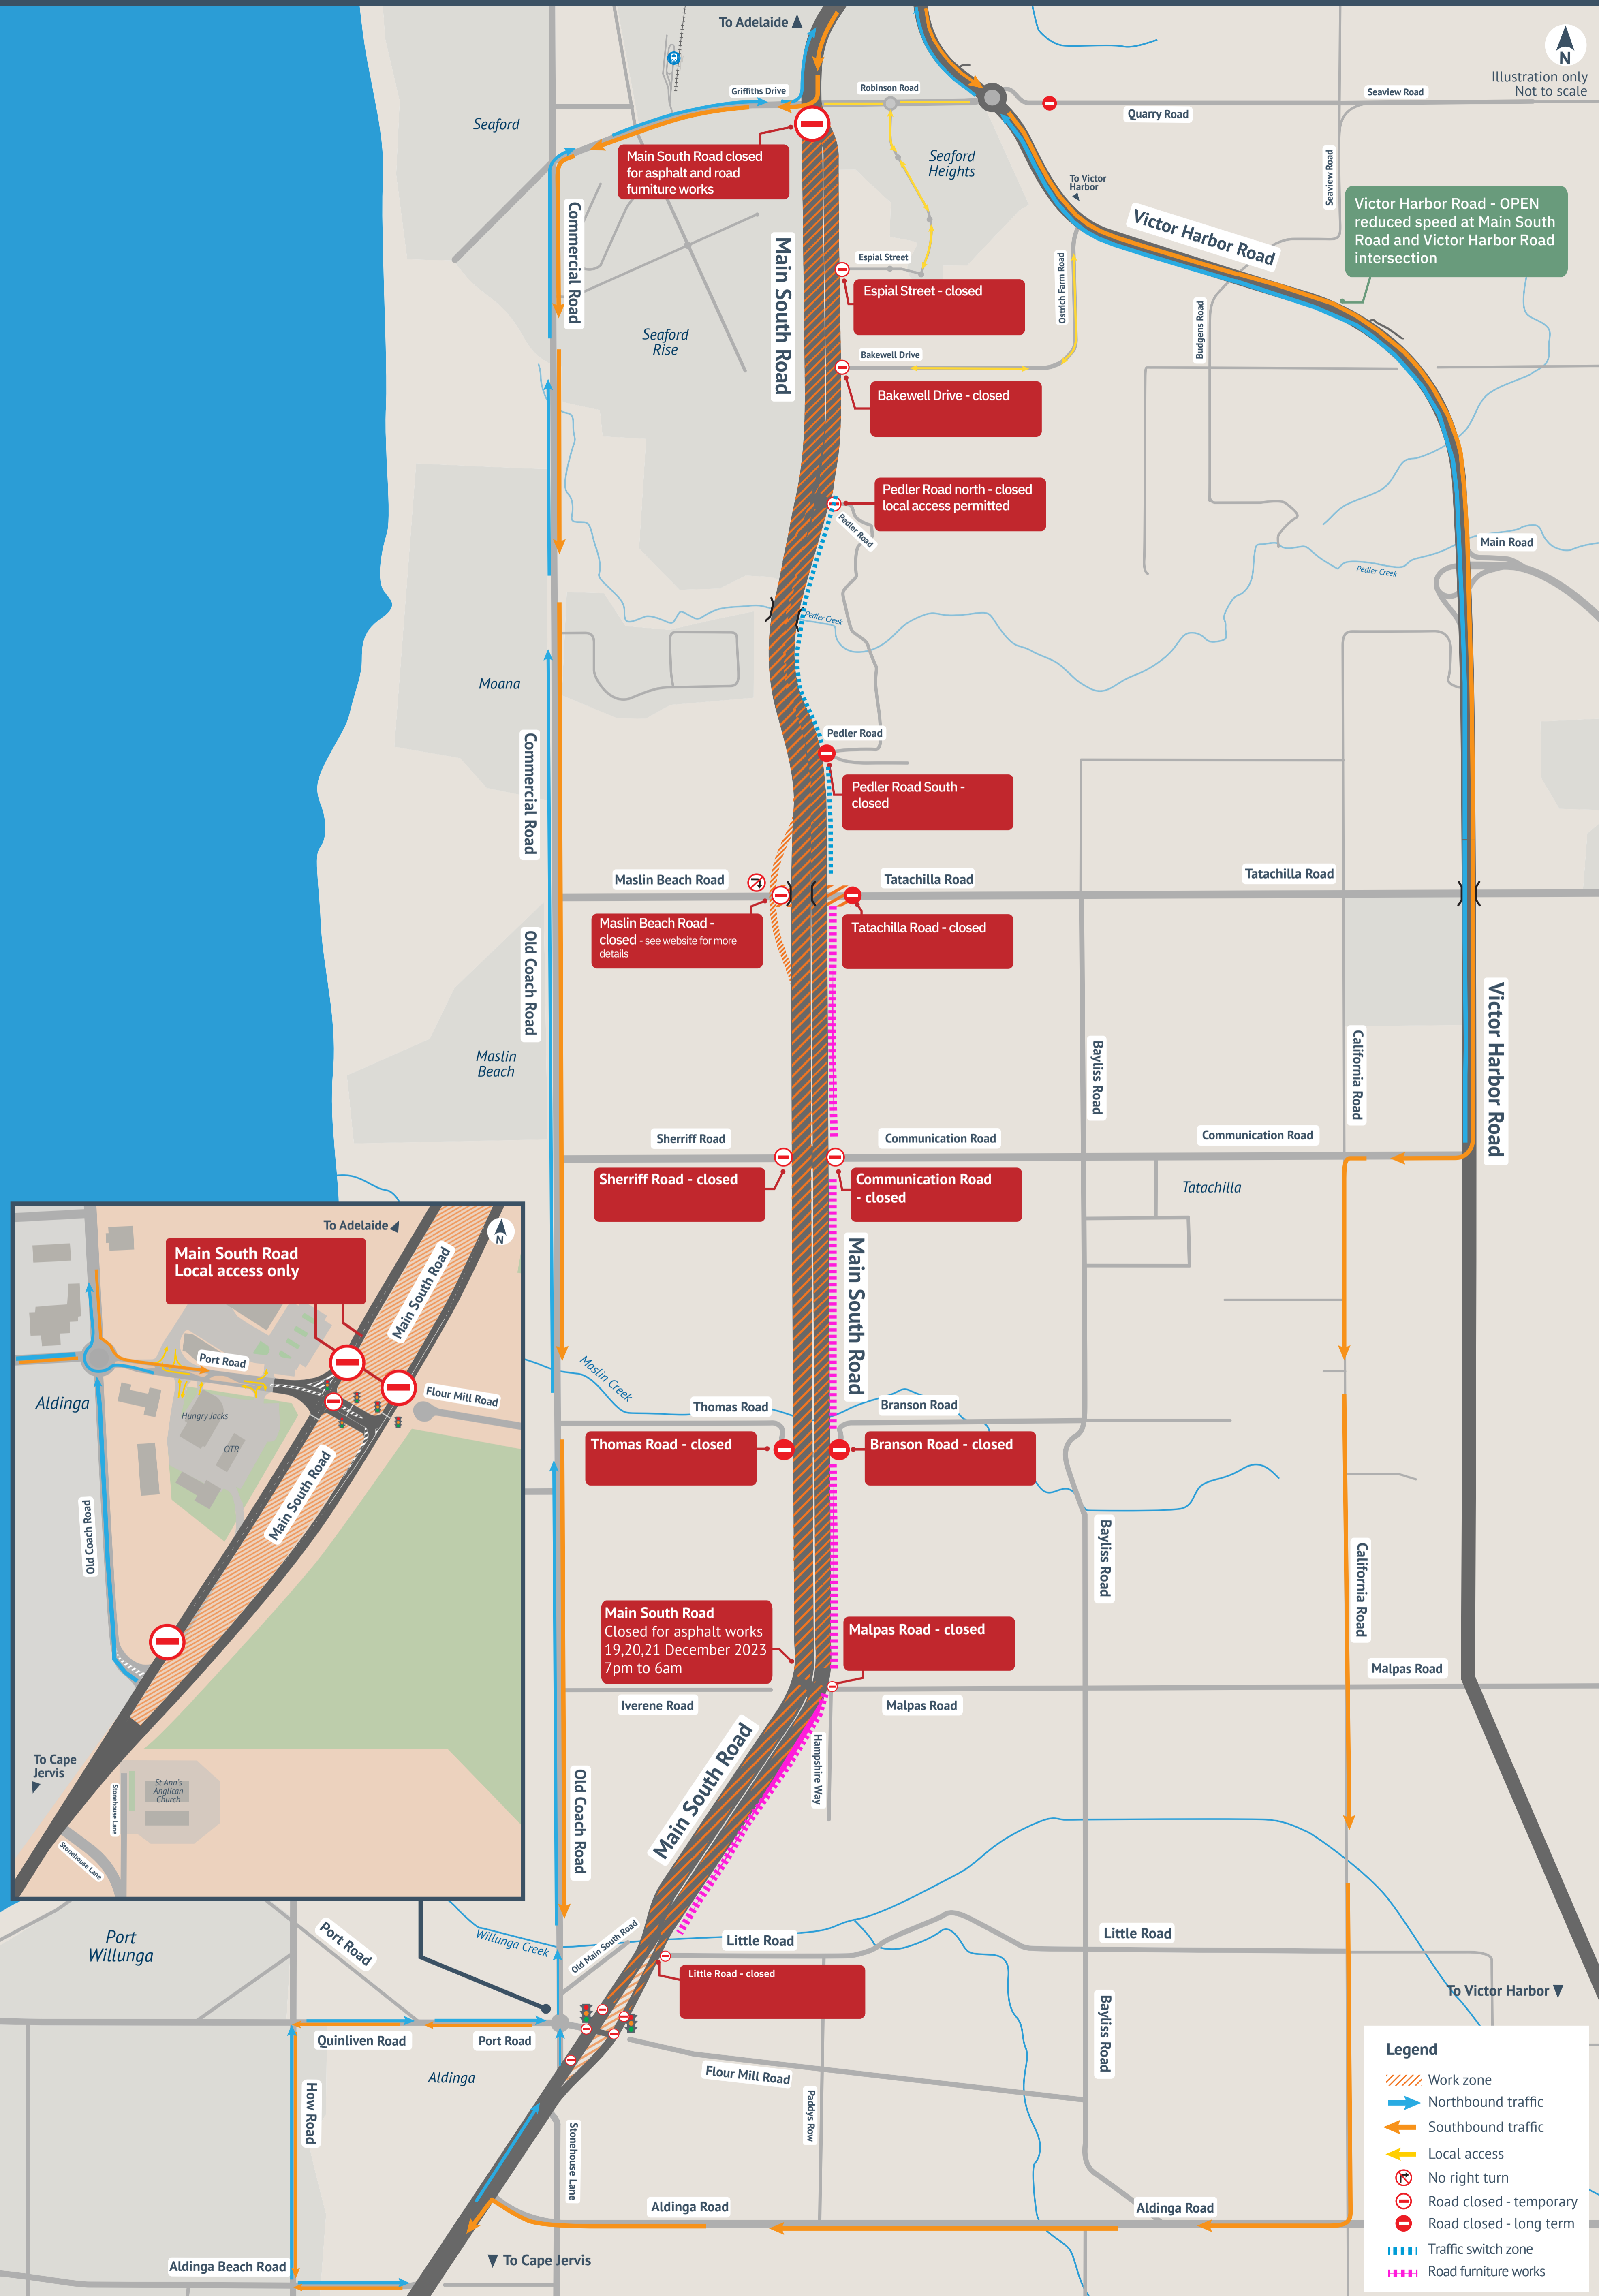 To Adelaide
N
Illustration only
Not to scale
Griffiths Drive
Robinson Road
Seaview Road
Quarry Road
Seaford
Main South Road closed
for asphalt and road
furniture works
Seaford
Heights
Seaview Road
To Victor
Harbor
Victor Harbor Road
Victor Harbor Road - OPEN
reduced speed at Main South
Road and Victor Harbor Road
intersection
Commercial Road
Main South Road
Espial Street
Espial Street - closed
Ostrich Farm Road
Budgens Road
Seaford
Rise
Bakewell Drive
Bakewell Drive - closed
Pedler Road north - closed
local access permitted
Pedler Road
Main Road
Pedler Creek
Pedler Creek
Moana
Commercial Road
Pedler Road
Pedler Road South -
closed
Maslin Beach Road
Tatachilla Road
Tatachilla Road
Maslin Beach Road -
closed - see website for more
details
Tatachilla Road - closed
Old Coach Road
Maslin
Beach
Bayliss Road
California Road
Victor Harbor Road
Sherriff Road
Communication Road
Communication Road
Sherriff Road - closed
Communication Road
- closed
Tatachilla
Main South Road
To Adelaide
N
Main South Road
Local access only
Main South Road
Port Road
Flour Mill Road
Aldinga
Hungry Jacks
OTR
Main South Road
Old Coach Road
To Cape
Jervis
St Ann's
Anglican
Church
Stonehouse Lane
Stonehouse Lane
Maslin Creek
Thomas Road
Branson Road
Thomas Road - closed
Branson Road - closed
Bayliss Road
California Road
Main South Road
Closed for asphalt works
19,20,21 December 2023
7pm to 6am
Malpas Road - closed
Malpas Road
Iverene Road
Malpas Road
Main South Road
Hampshire Way
Old Coach Road
Port
Willunga
Port Road
Willunga Creek
Old Main South Road
Little Road
Little Road
Little Road - closed
To Victor Harbor
Quinliven Road
Port Road
Aldinga
Flour Mill Road
Bayliss Road
How Road
Paddys Row
Stonehouse Lane
Aldinga Road
Aldinga Road
To Cape Jervis
Aldinga Beach Road
Legend
Work zone
Northbound traffic
Southbound traffic
Local access
No right turn
Road closed - temporary
Road closed - long term
Traffic switch zone
Road furniture works